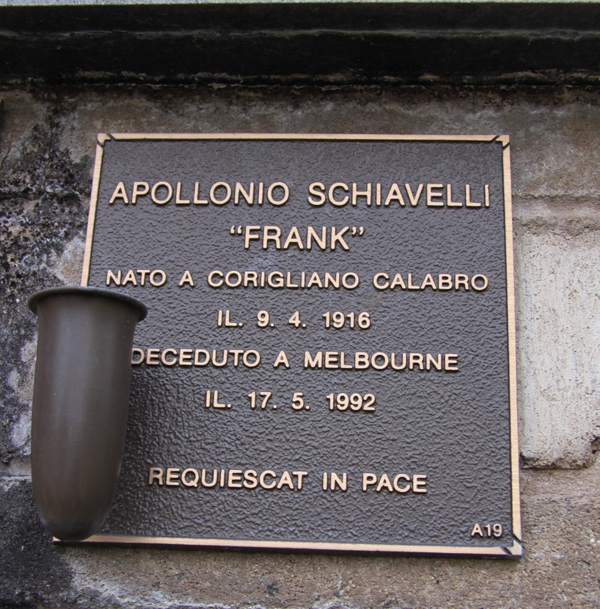 APOLLONIO SCHIAVELLI
"FRANK"
NATO A CORIGLIANO CALABRO
IL. 9. 4. 1916
DECEDUTO A MELBOURNE
IL. 17. 5. 1992
REQUIESCAT IN PACE
A19